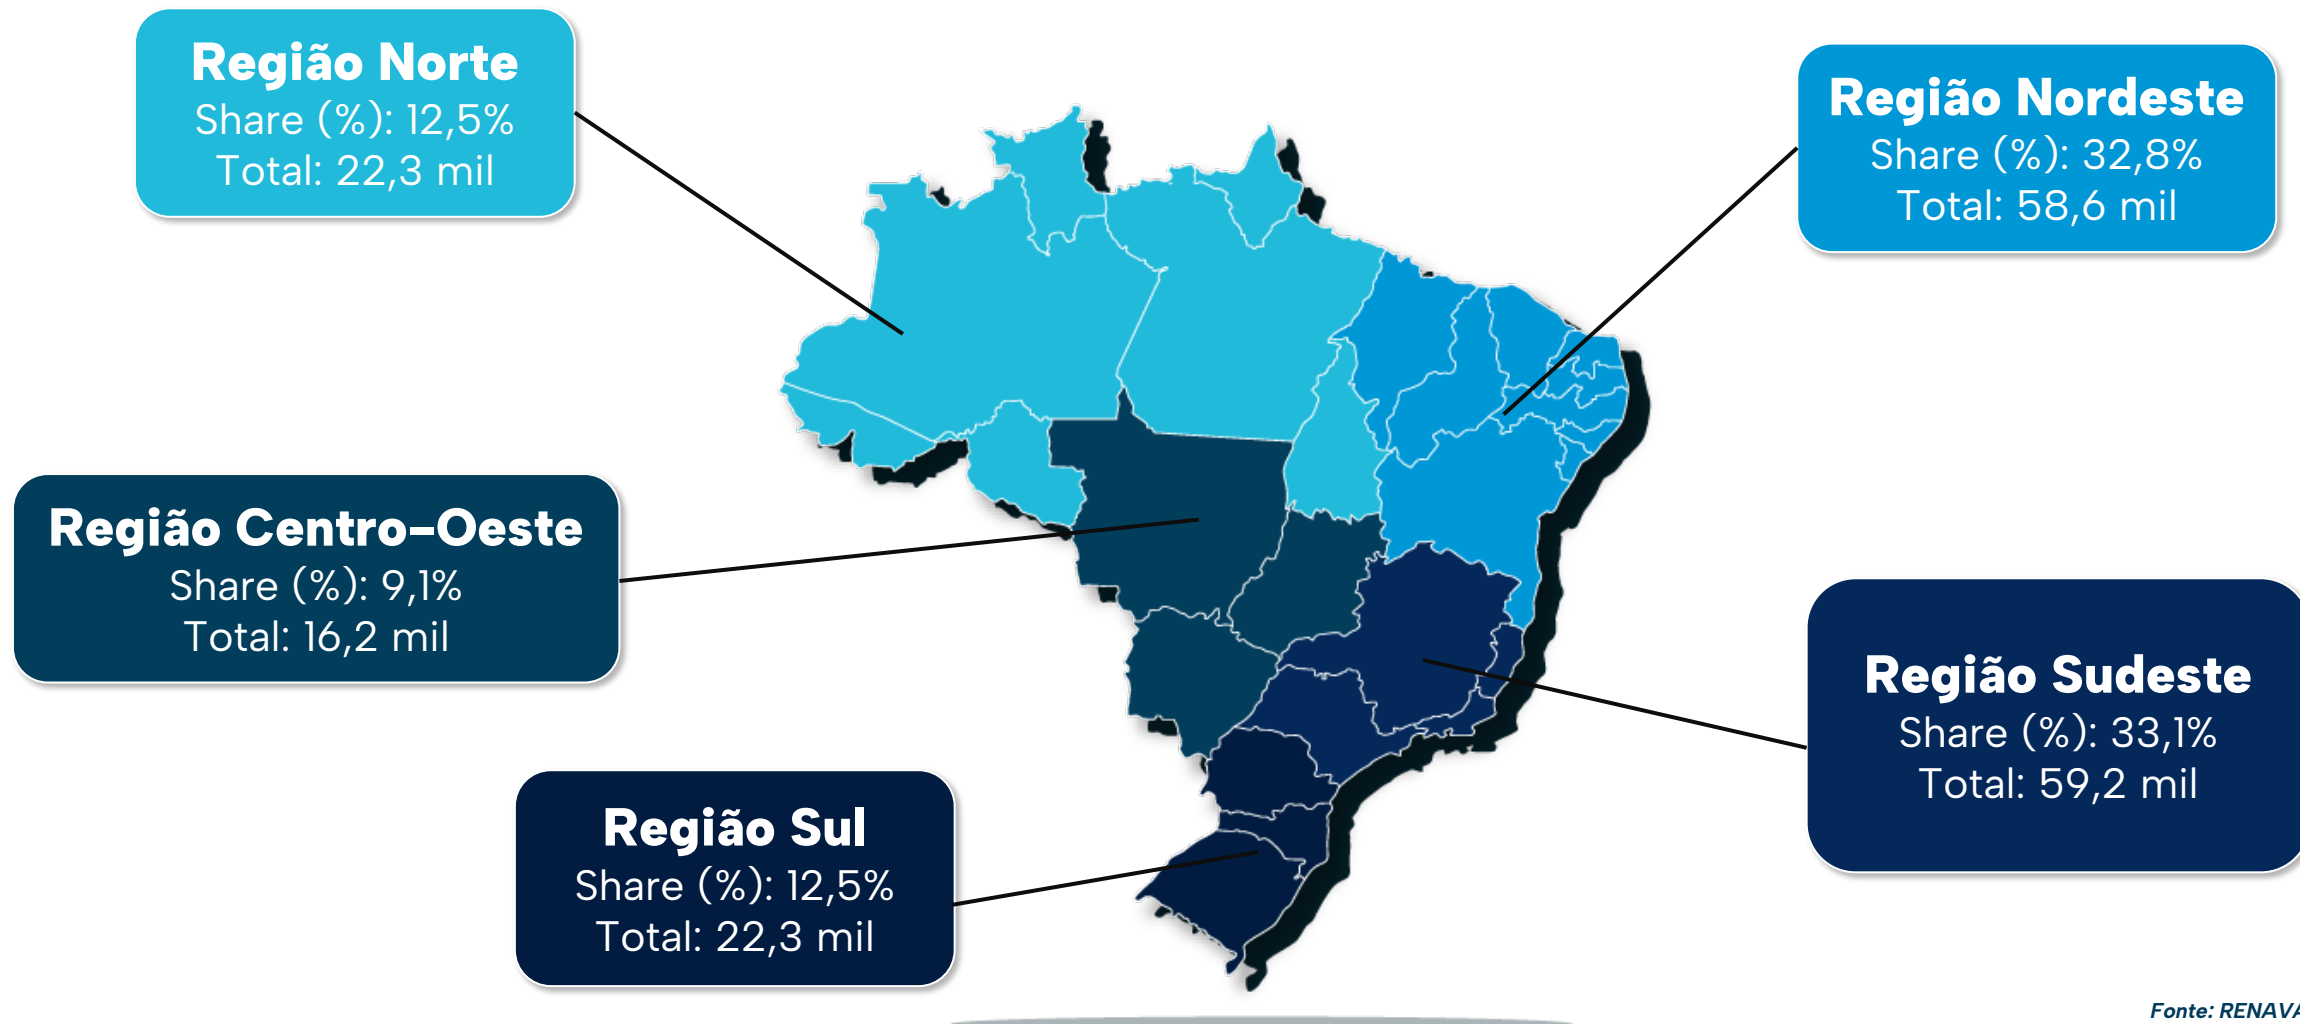 Região Norte
Share (%): 12,5%
Total: 22,3 mil
Região Nordeste
Share (%): 32,8%
Total: 58,6 mil
Região Centro-Oeste
Share (%): 9,1%
Total: 16,2 mil
Região Sudeste
Share (%): 33,1%
Total: 59,2 mil
Região Sul
Share (%): 12,5%
Total: 22,3 mil
Fonte: RENAVA